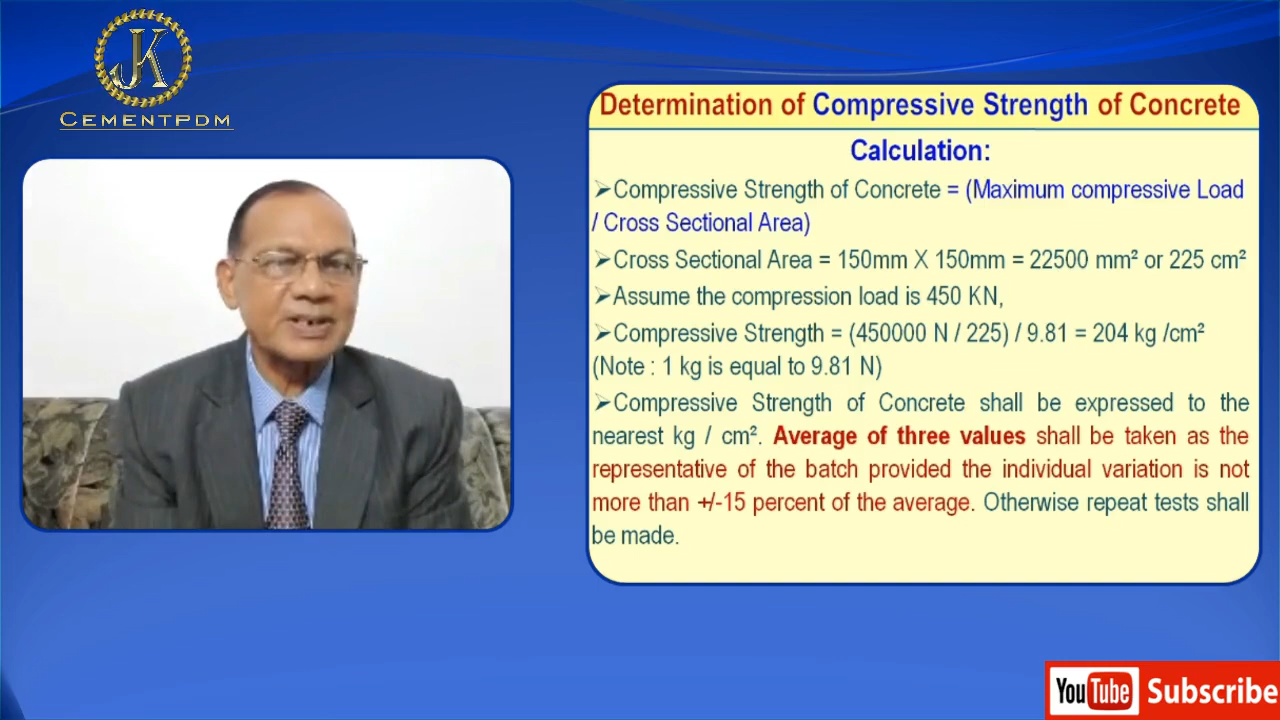 JK
CEMENTPDM
Determination of Compressive Strength of Concrete
Calculation:
➢Compressive Strength of Concrete = (Maximum compressive Load
/ Cross Sectional Area)
➢Cross Sectional Area = 150mm X 150mm = 22500 mm² or 225 cm²
➢Assume the compression load is 450 KN,
➢Compressive Strength = (450000 N / 225) / 9.81 = 204 kg /cm²
(Note : 1 kg is equal to 9.81 N)
➢Compressive Strength of Concrete shall be expressed to the
nearest kg / cm². Average of three values shall be taken as the
representative of the batch provided the individual variation is not
more than +/-15 percent of the average. Otherwise repeat tests shall
be made.
YouTube Subscribe